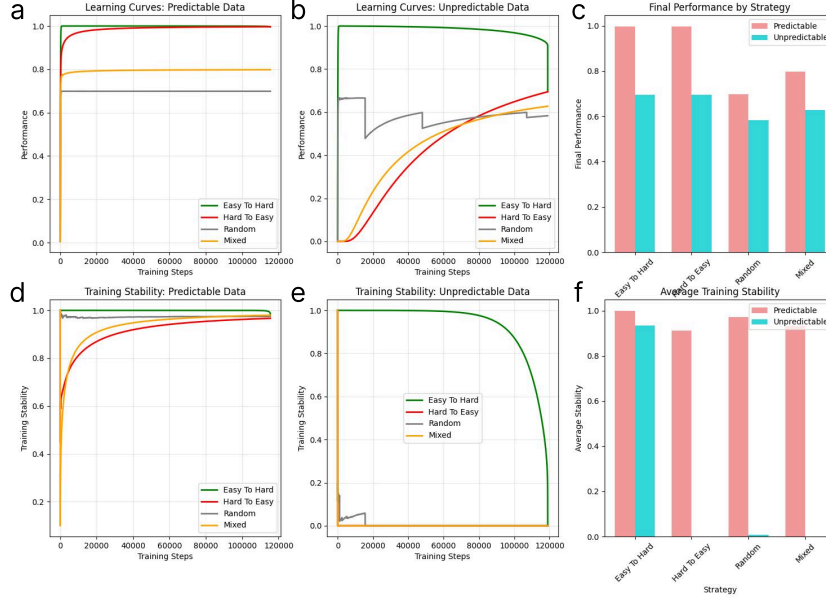 a
Learning Curves: Predictable Data
1.0
0.8
0.6
0.4
0.2
0.0
Performance
Easy To Hard
Hard To Easy
Random
Mixed
0
20000
40000
60000
80000
100000
120000
Training Steps
b
Learning Curves: Unpredictable Data
1.0
0.8
0.6
0.4
0.2
0.0
Performance
Easy To Hard
Hard To Easy
Random
Mixed
0
20000
40000
60000
80000
100000
120000
Training Steps
c
Final Performance by Strategy
1.0
0.8
0.6
0.4
0.2
0.0
Final Performance
Predictable
Unpredictable
Easy To Hard
Hard To Easy
Random
Mixed
d
Training Stability: Predictable Data
1.0
0.8
0.6
0.4
0.2
Training Stability
Easy To Hard
Hard To Easy
Random
Mixed
0
20000
40000
60000
80000
100000
120000
Training Steps
e
Training Stability: Unpredictable Data
1.0
0.8
0.6
0.4
0.2
0.0
Training Stability
Easy To Hard
Hard To Easy
Random
Mixed
0
20000
40000
60000
80000
100000
120000
Training Steps
f
Average Training Stability
1.0
0.8
0.6
0.4
0.2
0.0
Average Stability
Predictable
Unpredictable
Easy To Hard
Hard To Easy
Random
Mixed
Strategy